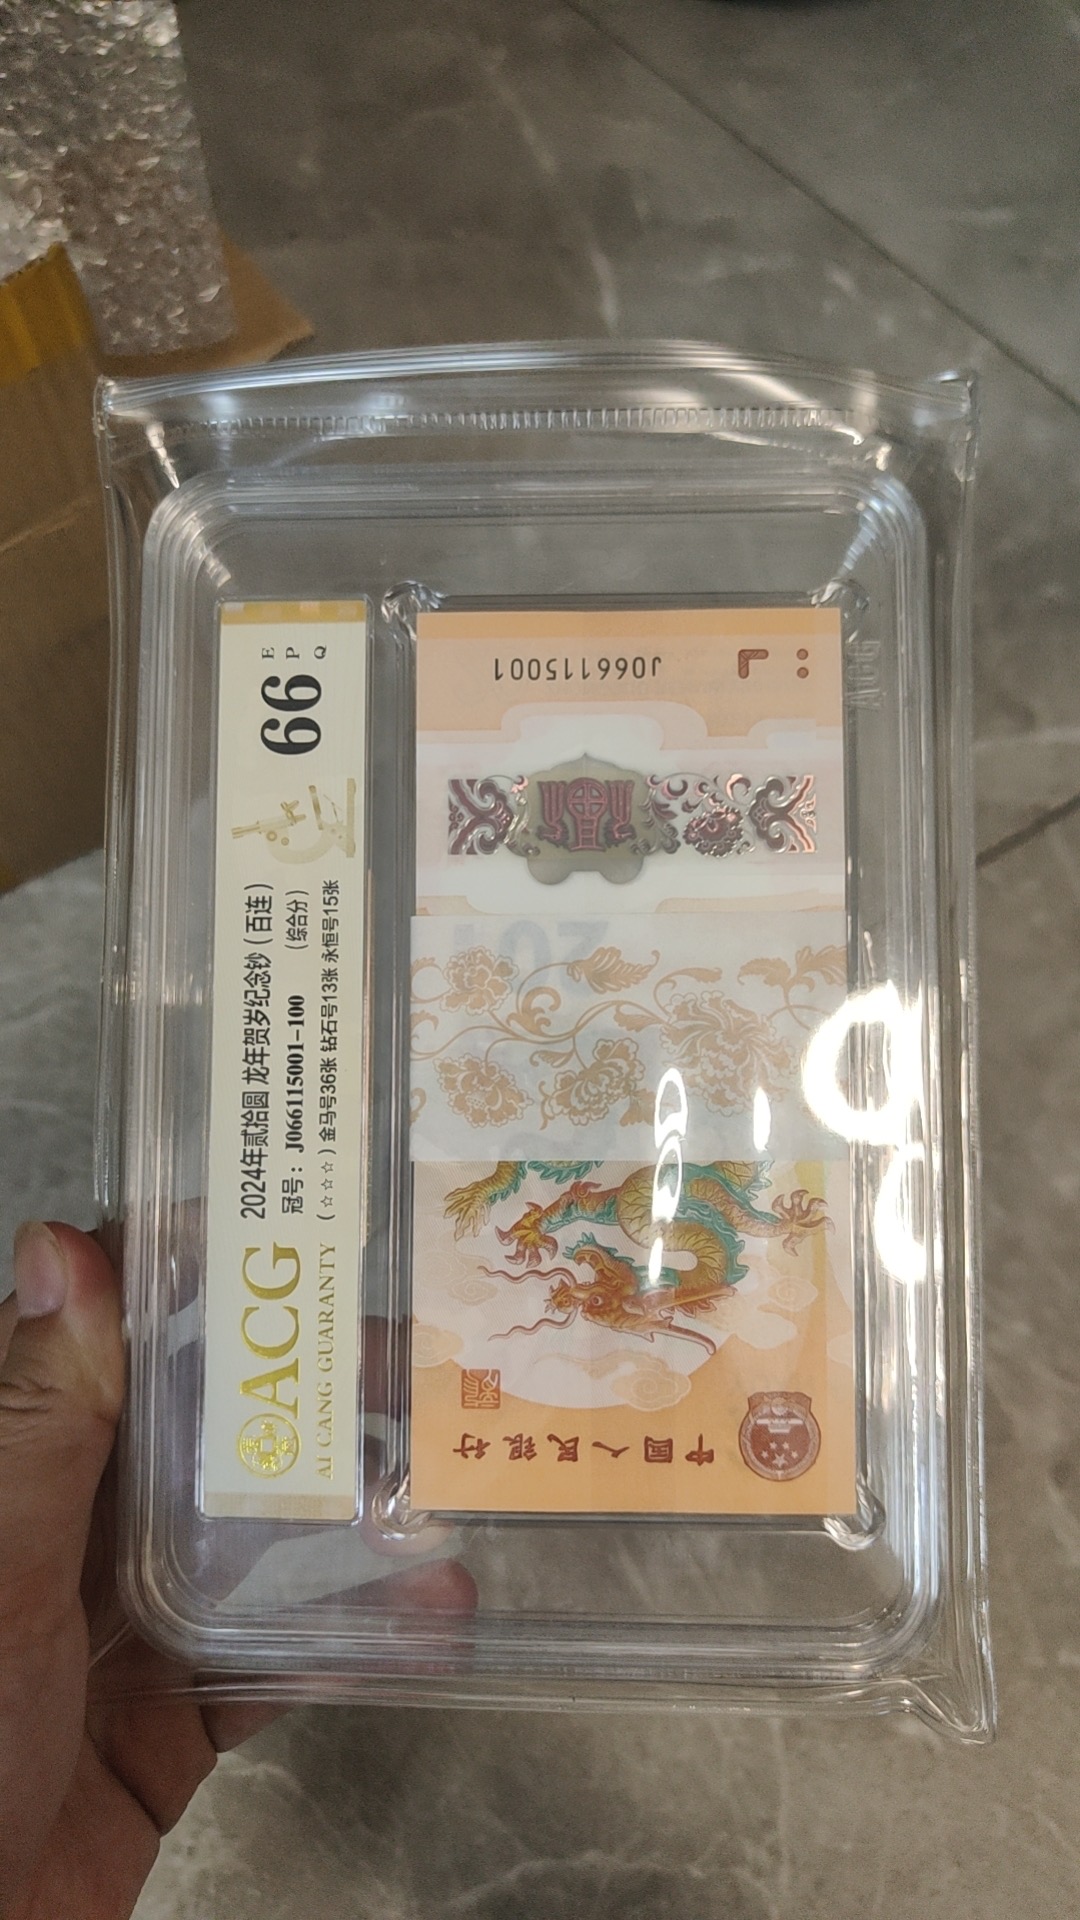 ACG
AI CANG GUARANTY
2024年贰拾圆 龙年贺岁纪念钞（百连）
冠号：J066115001-100 （综合分）
（☆☆☆）金马号36张 钻石号13张 永恒号15张
66
E
P
Q
J066115001
中国人民银行
ACG